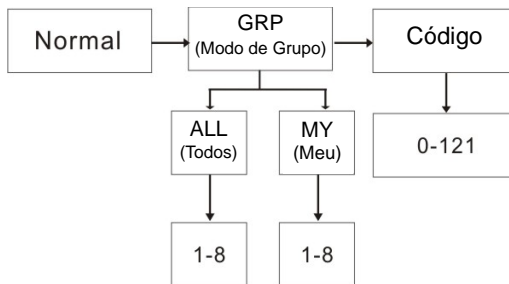 Normal
GRP
(Modo de Grupo)
Código
ALL
(Todos)
MY
(Meu)
0-121
1-8
1-8